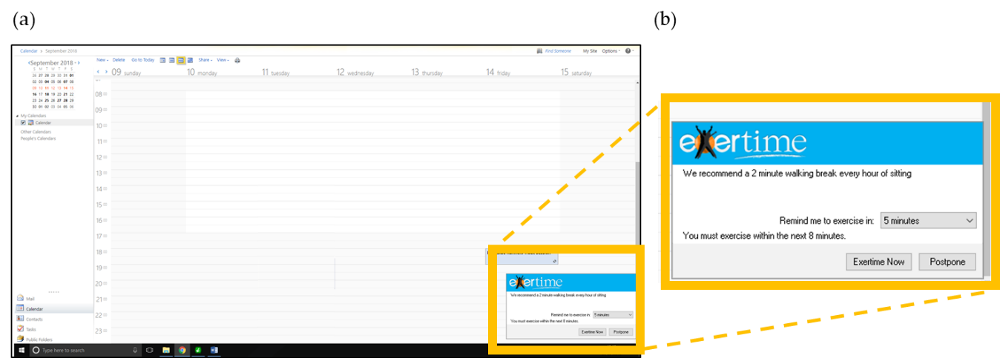 (a)
(b)
Calendar > September 2018
Find Someone My Site Options
September 2018
S M T W T F S
26 27 28 29 30 31 01
02 03 04 05 06 07 08
09 10 11 12 13 14 15
16 17 18 19 20 21 22
23 24 25 26 27 28 29
30 01 02 03 04 05 06
My Calendars
Calendar
Other Calendars
People's Calendars
New Delete Go to Today Share View
09 sunday 10 monday 11 tuesday 12 wednesday 13 thursday 14 friday 15 saturday
08 00
09 00
10 00
11 00
12 00
13 00
14 00
15 00
16 00
17 00
18 00
19 00
20 00
21 00
22 00
23 00
Mail
Calendar
Contacts
Tasks
Public Folders
Type here to search
exertime
We recommend a 2 minute walking break every hour of sitting
Remind me to exercise in: 5 minutes
You must exercise within the next 8 minutes.
Exertime Now Postpone
exertime
We recommend a 2 minute walking break every hour of sitting
Remind me to exercise in: 5 minutes
You must exercise within the next 8 minutes.
Exertime Now Postpone